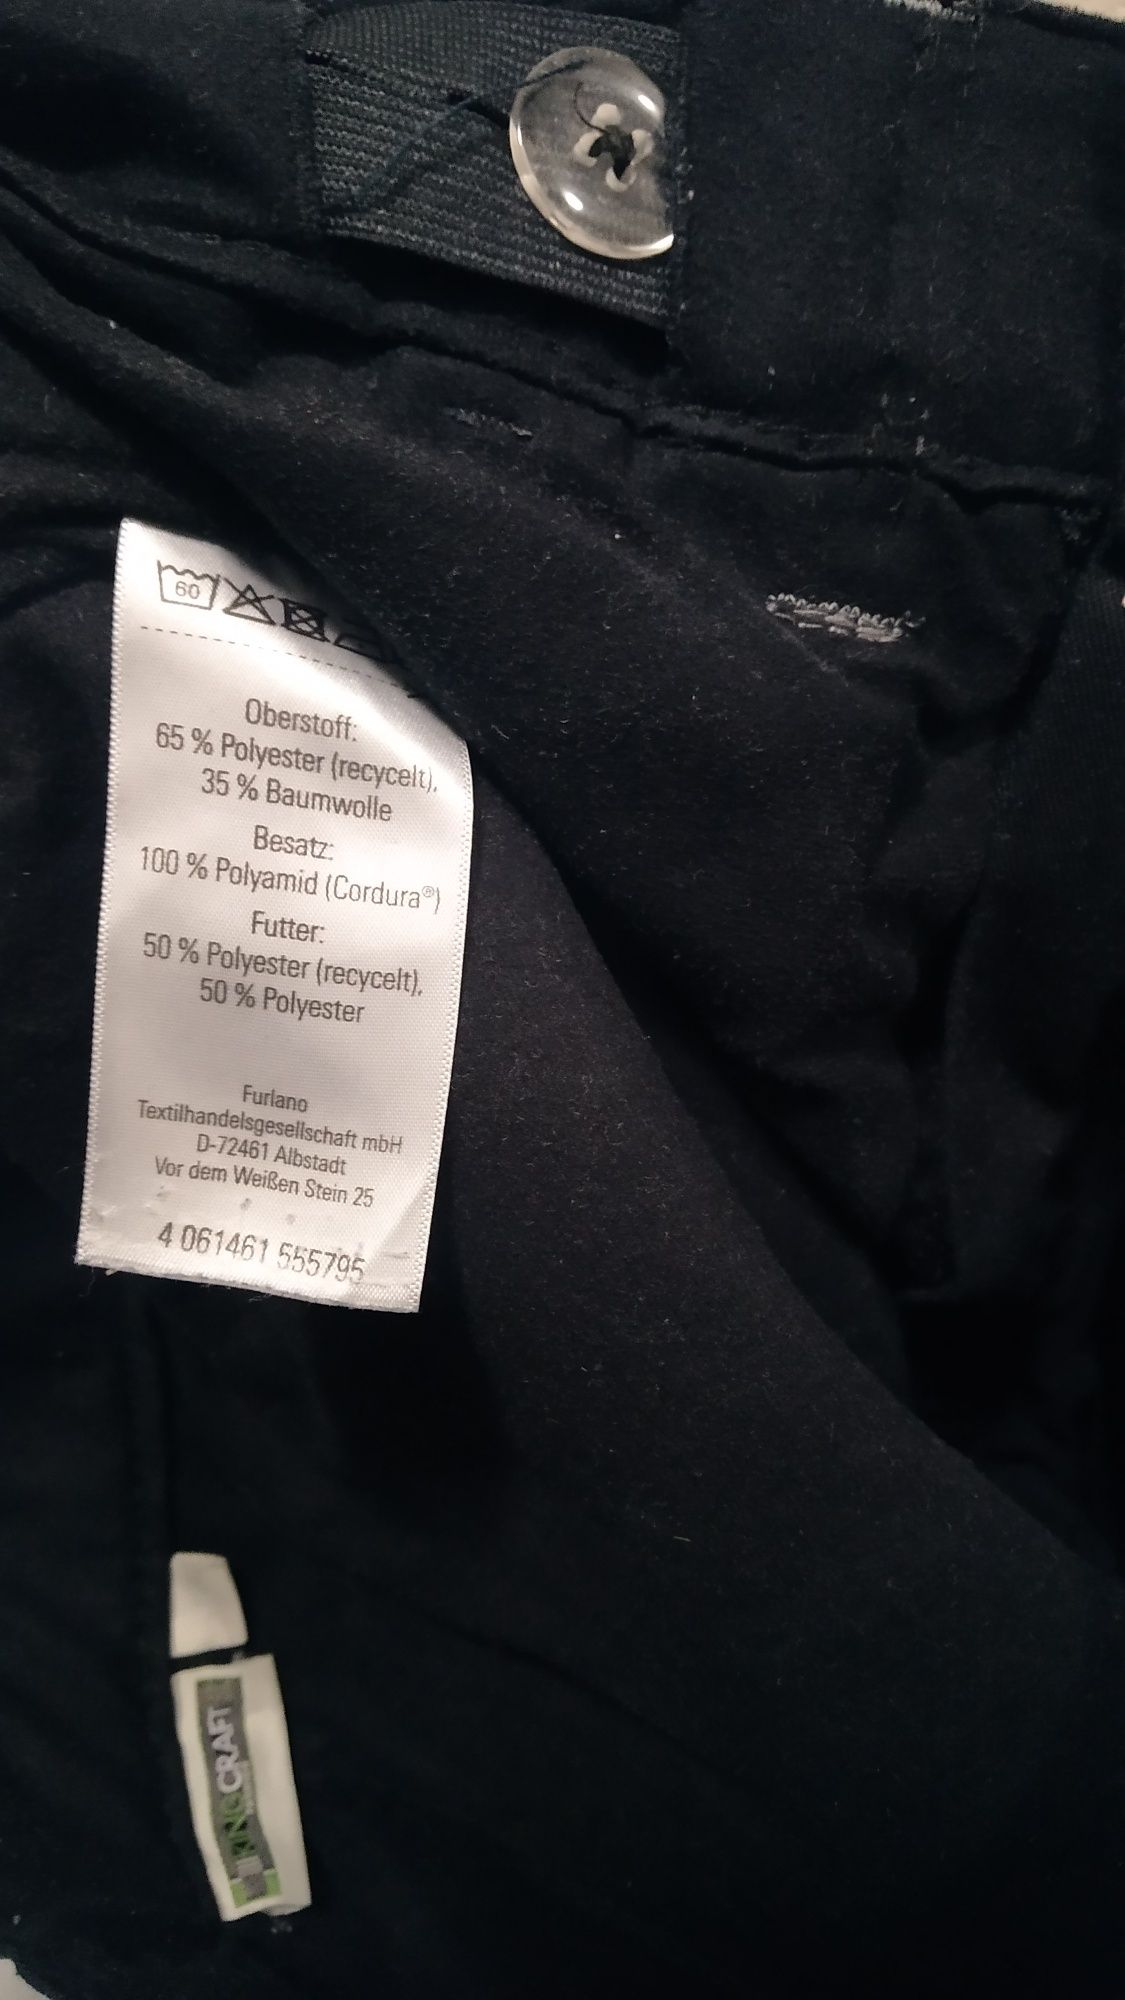 60
Oberstoff:
65 % Polyester (recycelt),
35 % Baumwolle
Besatz:
100 % Polyamid (Cordura®)
Futter:
50 % Polyester (recycelt),
50 % Polyester
Furlano
Textilhandelsgesellschaft mbH
D-72461 Albstadt
Vor dem Weißen Stein 25
4 061461 555795